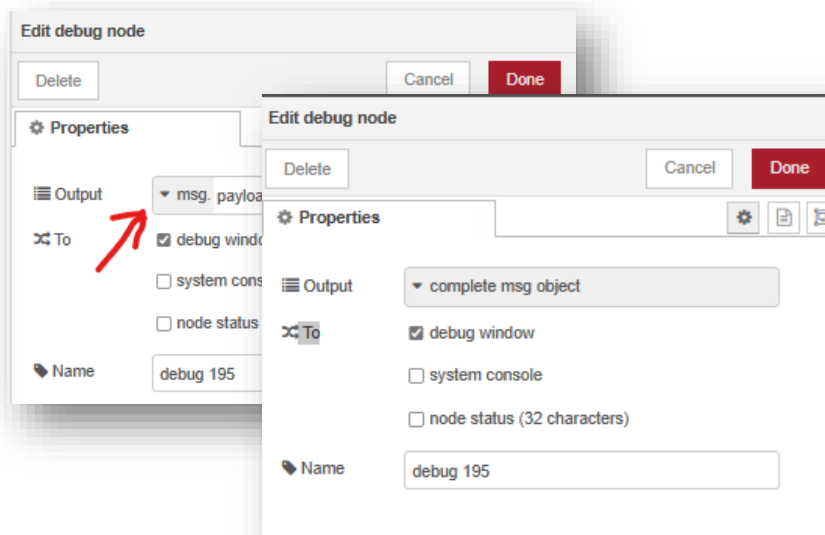 Edit debug node
Delete
Cancel
Done
Properties
Output
msg. payloa
To
debug windo
system cons
node status
Name
debug 195
Edit debug node
Delete
Cancel
Done
Properties
Output
complete msg object
To
debug window
system console
node status (32 characters)
Name
debug 195